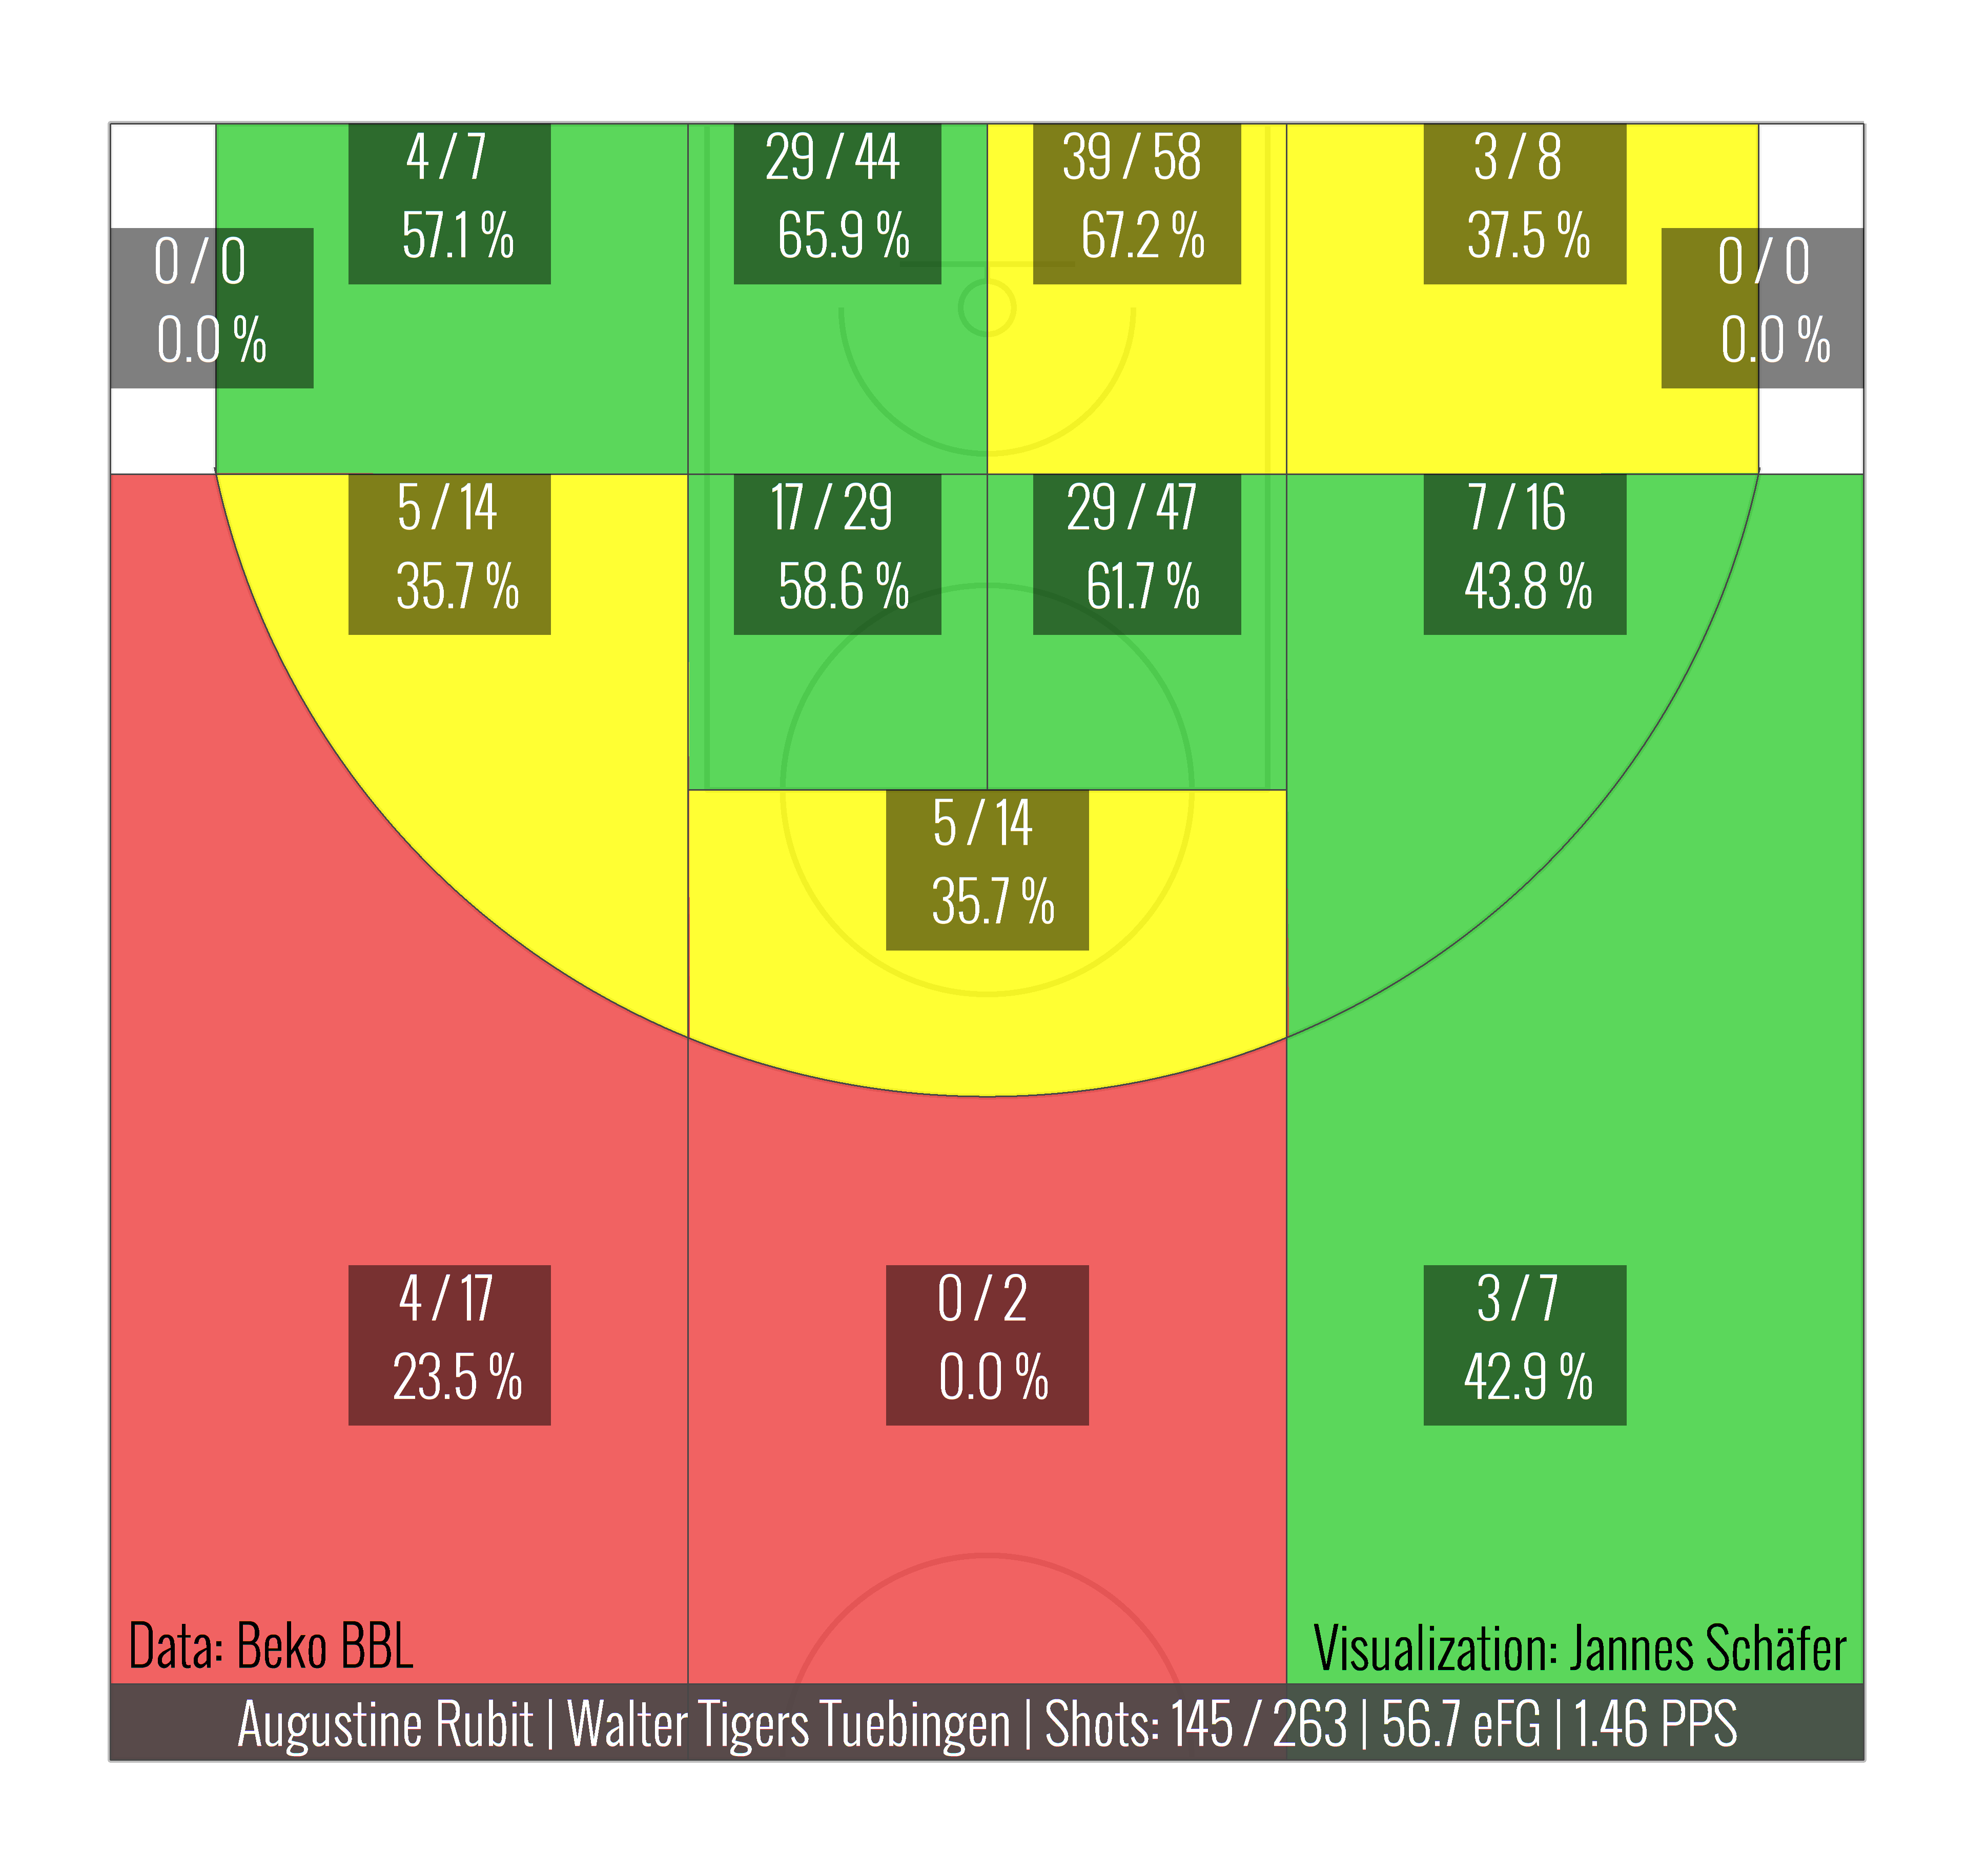 4 / 7
57.1 %
29 / 44
65.9 %
39 / 58
67.2 %
3 / 8
37.5 %
0 / 0
0.0 %
0 / 0
0.0 %
5 / 14
35.7 %
17 / 29
58.6 %
29 / 47
61.7 %
7 / 16
43.8 %
5 / 14
35.7 %
4 / 17
23.5 %
0 / 2
0.0 %
3 / 7
42.9 %
Data: Beko BBL
Visualization: Jannes Schäfer
Augustine Rubit | Walter Tigers Tuebingen | Shots: 145 / 263 | 56.7 eFG | 1.46 PPS